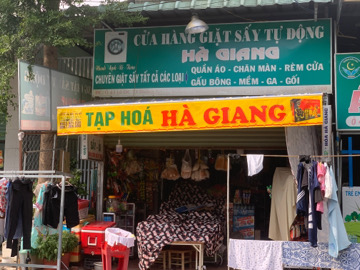 CỬA HÀNG GIẶT SẤY TỰ ĐỘNG
HÀ GIANG
CHUYÊN GIẶT SẤY TẤT CẢ CÁC LOẠI
QUẦN ÁO - CHĂN MÀN - RÈM CỬA
GẤU BÔNG - MỀM - GA - GỐI
TẠP HOÁ HÀ GIANG